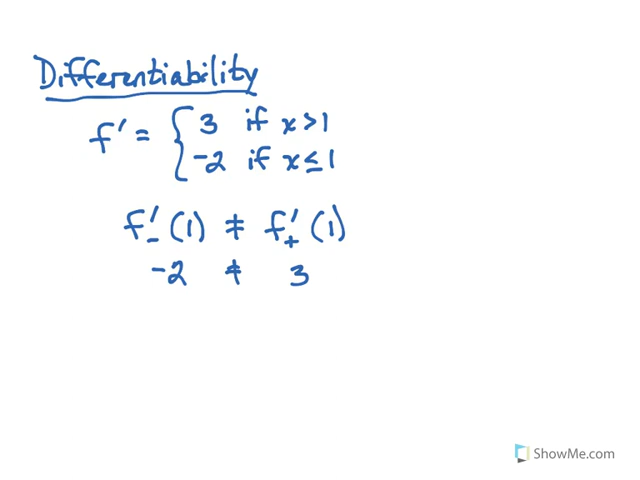 Differentiability
f' = { 3 if x > 1
-2 if x ≤ 1
f'₋(1) ≠ f'₊(1)
-2 ≠ 3
ShowMe.com